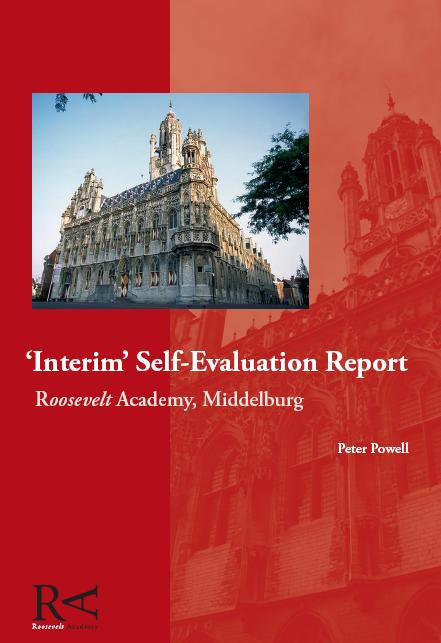 ‘Interim’ Self-Evaluation Report
Roosevelt Academy, Middelburg
Peter Powell
RA
Roosevelt Academy